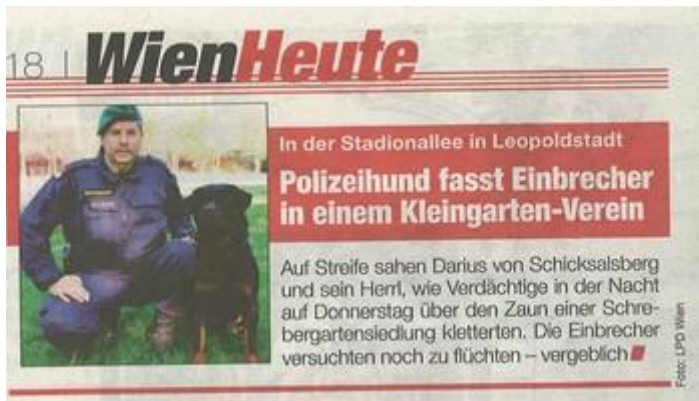 18 | WienHeute
In der Stadionallee in Leopoldstadt
Polizeihund fasst Einbrecher
in einem Kleingarten-Verein
Auf Streife sahen Darius von Schicksalsberg
und sein Herrl, wie Verdächtige in der Nacht
auf Donnerstag über den Zaun einer Schre-
bergartensiedlung kletterten. Die Einbrecher
versuchten noch zu flüchten – vergeblich
Foto: LPD Wien